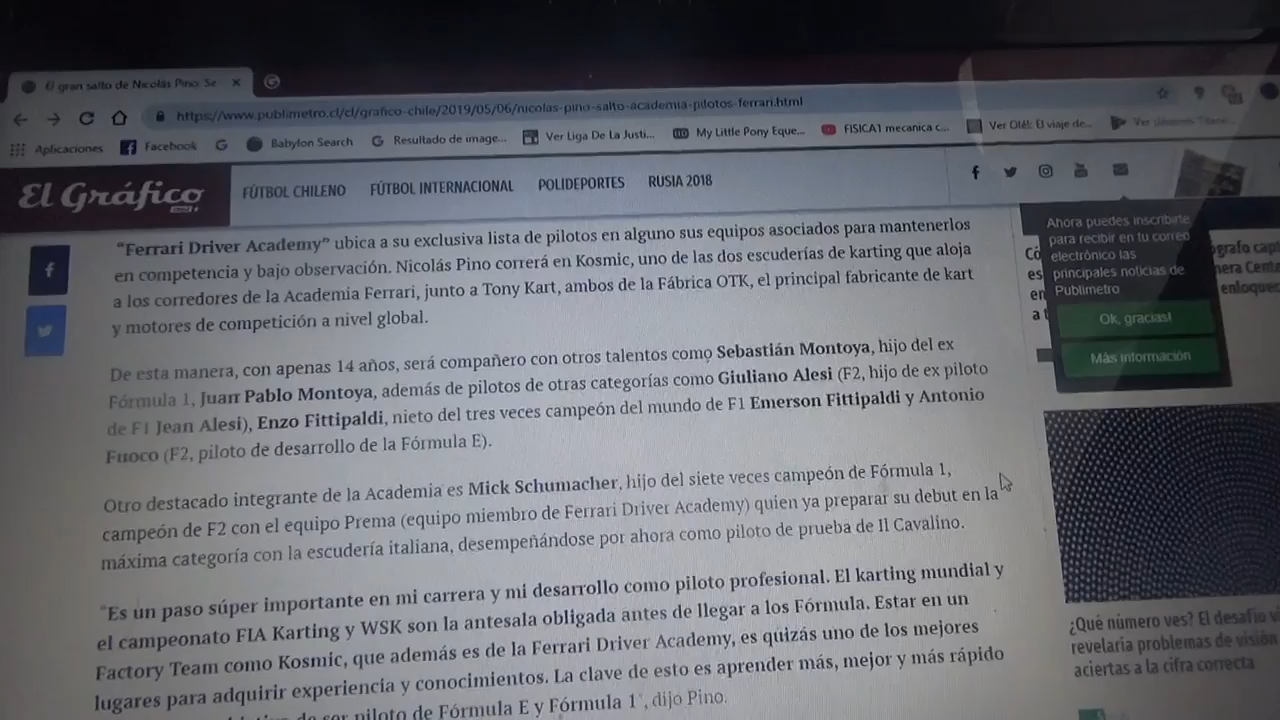 El gran salto de Nicolás Pino: Se
https://www.publimetro.cl/cl/grafico-chile/2019/05/06/nicolas-pino-salto-academia-pilotos-ferrari.html
Aplicaciones Facebook Babylon Search Resultado de image... Ver Liga De La Justi... My Little Pony Eque... FISICA1 mecanica c... Ver Olé!: El viaje de... Ver
El Gráfico FÚTBOL CHILENO FÚTBOL INTERNACIONAL POLIDEPORTES RUSIA 2018
“Ferrari Driver Academy” ubica a su exclusiva lista de pilotos en alguno sus equipos asociados para mantenerlos
en competencia y bajo observación. Nicolás Pino correrá en Kosmic, uno de las dos escuderías de karting que aloja
a los corredores de la Academia Ferrari, junto a Tony Kart, ambos de la Fábrica OTK, el principal fabricante de kart
y motores de competición a nivel global.
De esta manera, con apenas 14 años, será compañero con otros talentos como Sebastián Montoya, hijo del ex
Fórmula 1, Juan Pablo Montoya, además de pilotos de otras categorías como Giuliano Alesi (F2, hijo de ex piloto
de F1 Jean Alesi), Enzo Fittipaldi, nieto del tres veces campeón del mundo de F1 Emerson Fittipaldi y Antonio
Fuoco (F2, piloto de desarrollo de la Fórmula E).
Otro destacado integrante de la Academia es Mick Schumacher, hijo del siete veces campeón de Fórmula 1,
campeón de F2 con el equipo Prema (equipo miembro de Ferrari Driver Academy) quien ya preparar su debut en la
máxima categoría con la escudería italiana, desempeñándose por ahora como piloto de prueba de Il Cavalino.
"Es un paso súper importante en mi carrera y mi desarrollo como piloto profesional. El karting mundial y
el campeonato FIA Karting y WSK son la antesala obligada antes de llegar a los Fórmula. Estar en un
Factory Team como Kosmic, que además es de la Ferrari Driver Academy, es quizás uno de los mejores
lugares para adquirir experiencia y conocimientos. La clave de esto es aprender más, mejor y más rápido
de ser piloto de Fórmula E y Fórmula 1", dijo Pino.
Ahora puedes inscribirte
para recibir en tu correo
electrónico las
principales noticias de
Publimetro
Ok, gracias!
Más información
Có
es
en
a t
ógrafo cap
nera Cente
enloquec
¿Qué número ves? El desafío
revelaría problemas de visión
aciertas a la cifra correcta